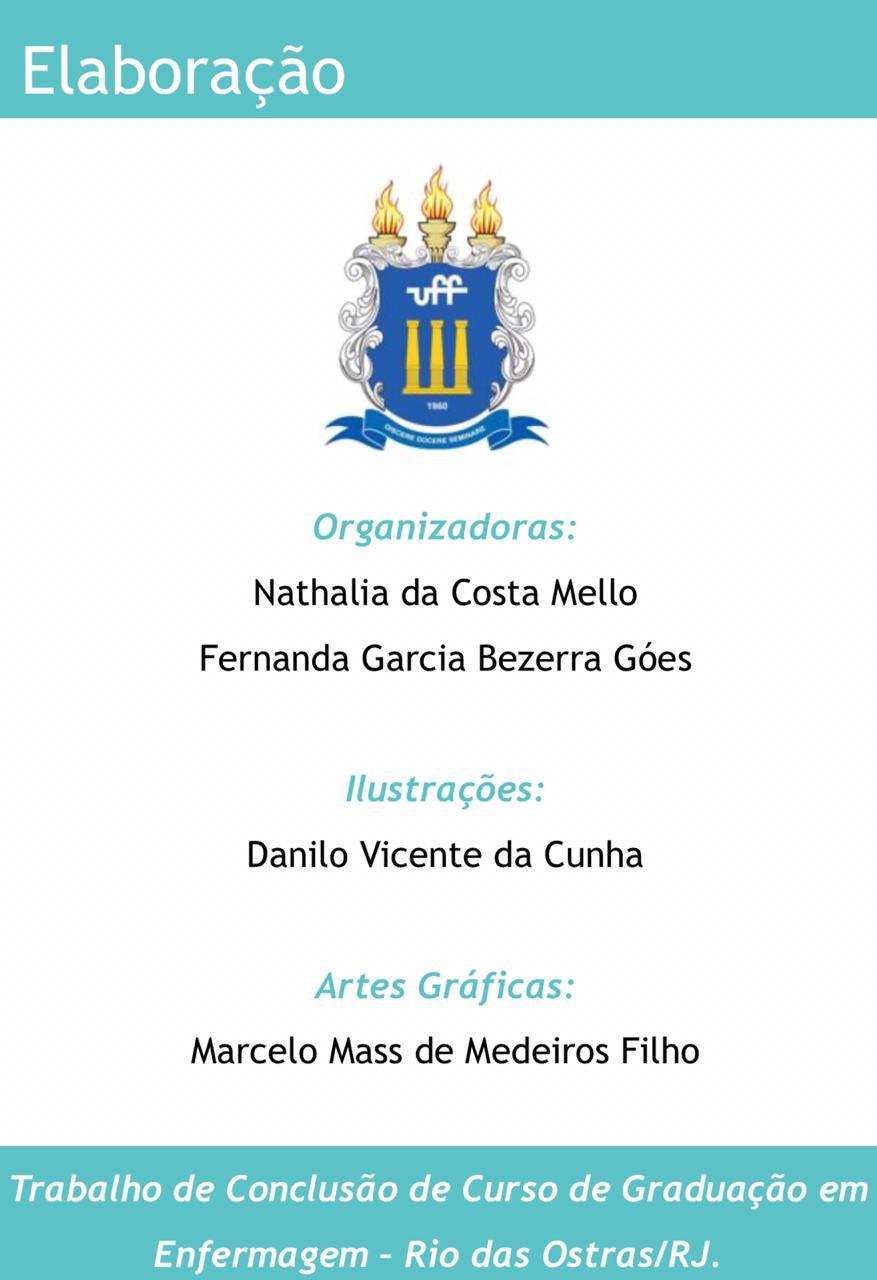 Elaboração
uff
1960
DISCERE DOCERE SEMINARE
Organizadoras:
Nathalia da Costa Mello
Fernanda Garcia Bezerra Góes
Ilustrações:
Danilo Vicente da Cunha
Artes Gráficas:
Marcelo Mass de Medeiros Filho
Trabalho de Conclusão de Curso de Graduação em
Enfermagem – Rio das Ostras/RJ.